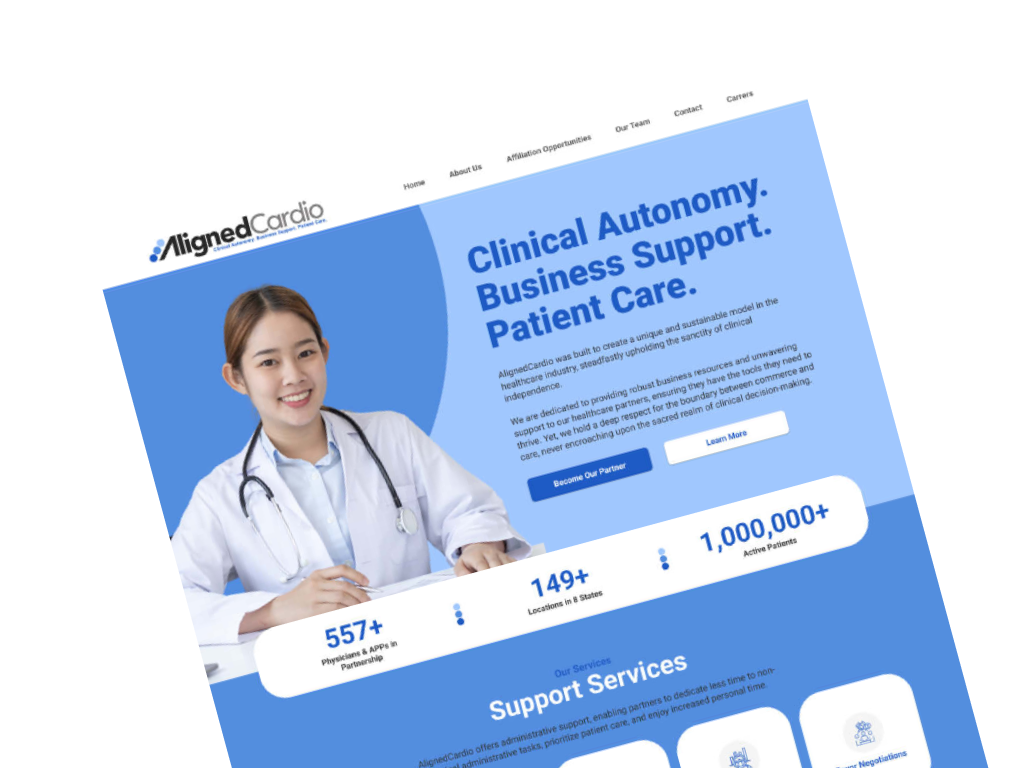 Home
About Us
Affiliation Opportunities
Our Team
Contact
Carrers
AlignedCardio
Clinical Autonomy. Business Support. Patient Care.
Clinical Autonomy.
Business Support.
Patient Care.
AlignedCardio was built to create a unique and sustainable model in the
healthcare industry, steadfastly upholding the sanctity of clinical
independence.
We are dedicated to providing robust business resources and unwavering
support to our healthcare partners, ensuring they have the tools they need to
thrive. Yet, we hold a deep respect for the boundary between commerce and
care, never encroaching upon the sacred realm of clinical decision-making.
Become Our Partner
Learn More
557+
Physicians & APPs in
Partnership
149+
Locations in 8 States
1,000,000+
Active Patients
Our Services
Support Services
AlignedCardio offers administrative support, enabling partners to dedicate less time to non-
administrative tasks, prioritize patient care, and enjoy increased personal time.
Negotiations